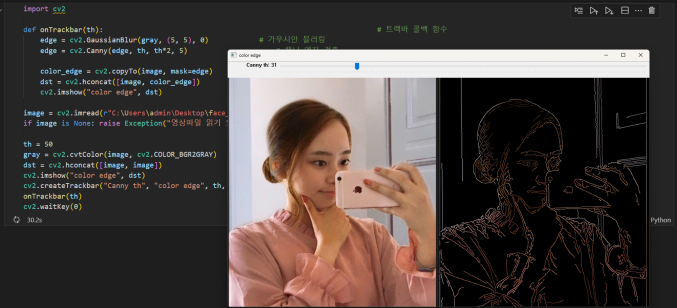 import cv2
def onTrackbar(th): # 트랙바 콜백 함수
edge = cv2.GaussianBlur(gray, (5, 5), 0) # 가우시안 블러링
edge = cv2.Canny(edge, th, th*2, 5)
color_edge = cv2.copyTo(image, mask=edge)
dst = cv2.hconcat([image, color_edge])
cv2.imshow("color edge", dst)
image = cv2.imread(r"C:\Users\admin\Desktop\face_
if image is None: raise Exception("영상파일 읽기
th = 50
gray = cv2.cvtColor(image, cv2.COLOR_BGR2GRAY)
dst = cv2.hconcat([image, image])
cv2.imshow("color edge", dst)
cv2.createTrackbar("Canny th", "color edge", th,
onTrackbar(th)
cv2.waitKey(0)
30.2s
Python
color edge
Canny th: 31